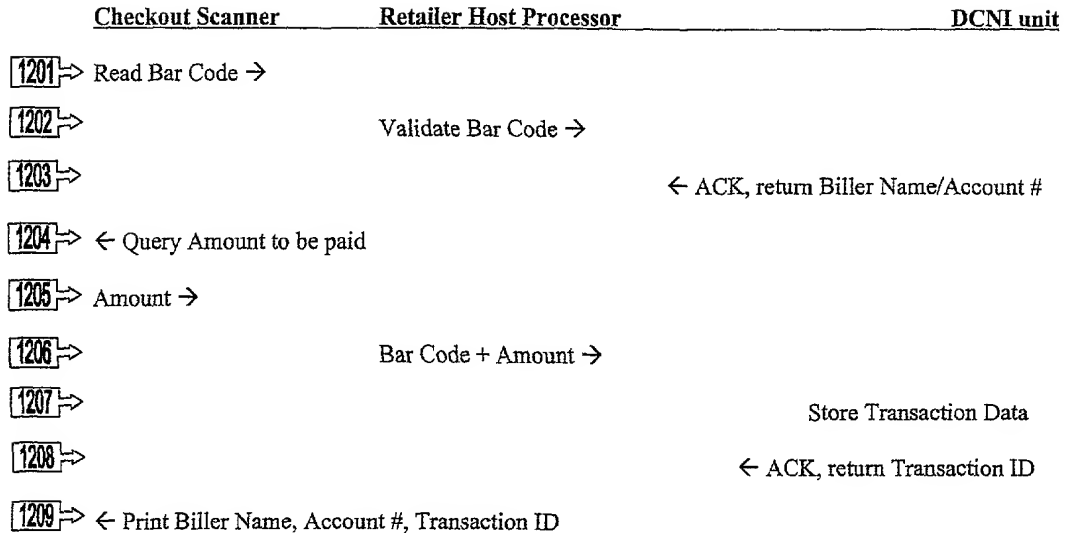 Checkout Scanner Retailer Host Processor DCNI unit
1201 ⇨ Read Bar Code →
1202 ⇨ Validate Bar Code →
1203 ⇨ ← ACK, return Biller Name/Account #
1204 ⇨ ← Query Amount to be paid
1205 ⇨ Amount →
1206 ⇨ Bar Code + Amount →
1207 ⇨ Store Transaction Data
1208 ⇨ ← ACK, return Transaction ID
1209 ⇨ ← Print Biller Name, Account #, Transaction ID